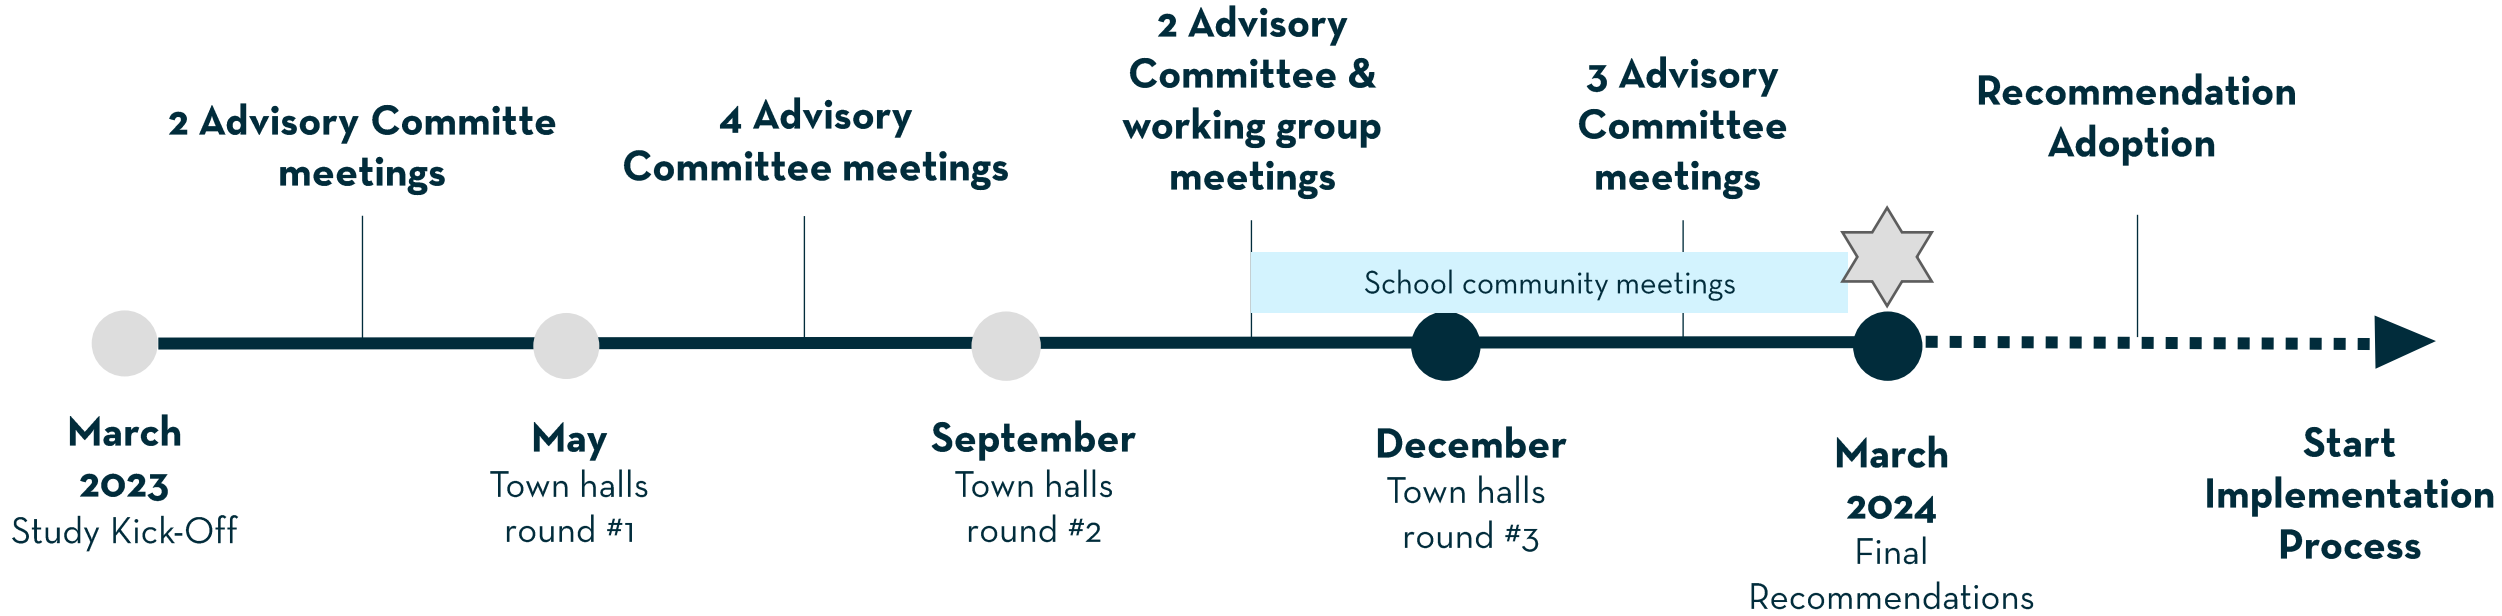 2 Advisory Committe
meetings
4 Advisory
Committee meetings
2 Advisory
Committee &
working group
meetings
3 Advisory
Committee
meetings
Recommendation
Adoption
School community meetings
March
2023
Study Kick-Off
May
Town halls
round #1
September
Town halls
round #2
December
Town halls
round #3
March
2024
Final
Recommendations
Start
Implementation
Process